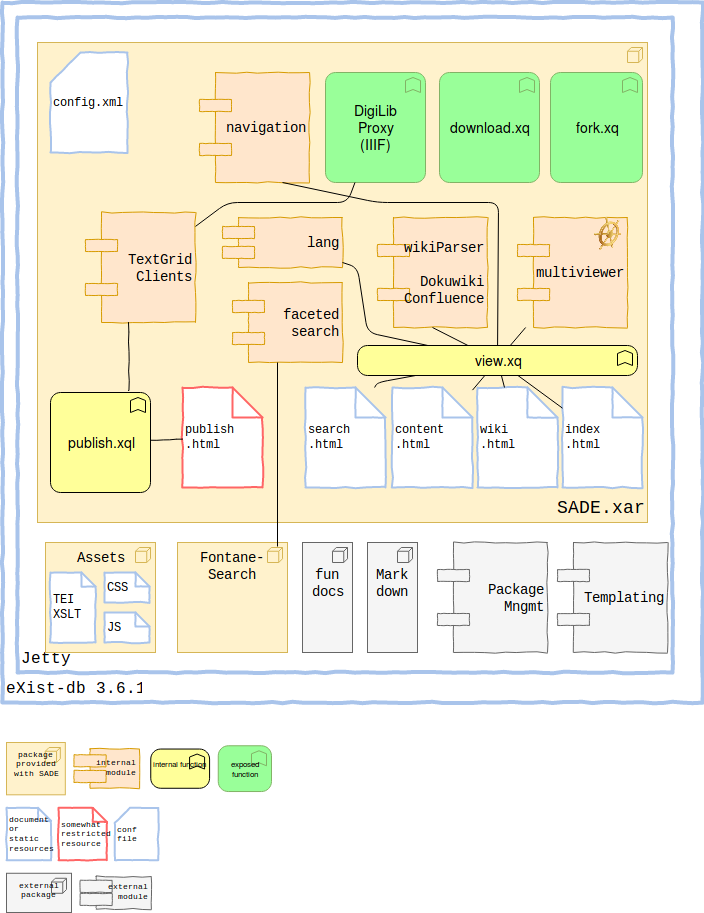 config.xml
navigation
DigiLib
Proxy
(IIIF)
download.xq
fork.xq
TextGrid
Clients
lang
wikiParser
Dokuwiki
Confluence
multiviewer
faceted
search
view.xq
publish.xql
publish
.html
search
.html
content
.html
wiki
.html
index
.html
SADE.xar
Assets
TEI
XSLT
CSS
JS
Fontane-
Search
fun
docs
Mark
down
Package
Mngmt
Templating
Jetty
eXist-db 3.6.1
package
provided
with SADE
internal
module
internal function
exposed
function
document
or
static
resources
somewhat
restricted
resource
conf
file
external
package
external
module